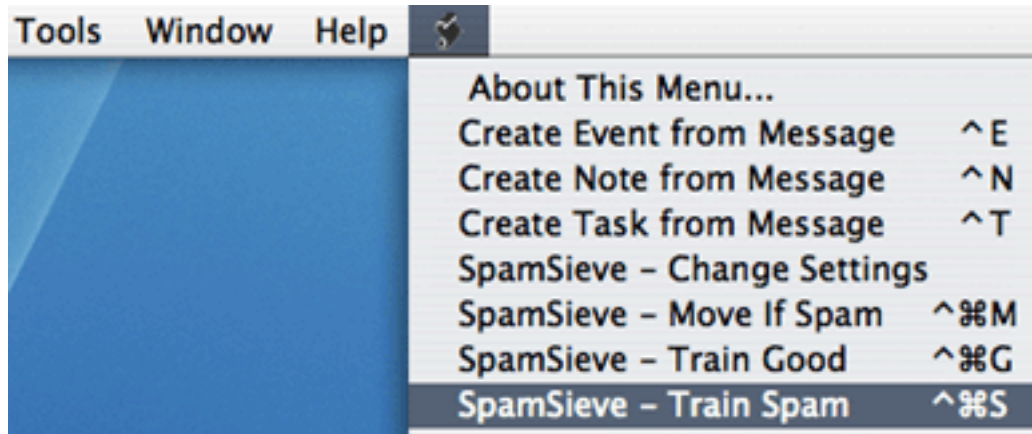 Tools Window Help
About This Menu...
Create Event from Message ^E
Create Note from Message ^N
Create Task from Message ^T
SpamSieve – Change Settings
SpamSieve – Move If Spam ^⌘M
SpamSieve – Train Good ^⌘G
SpamSieve – Train Spam ^⌘S